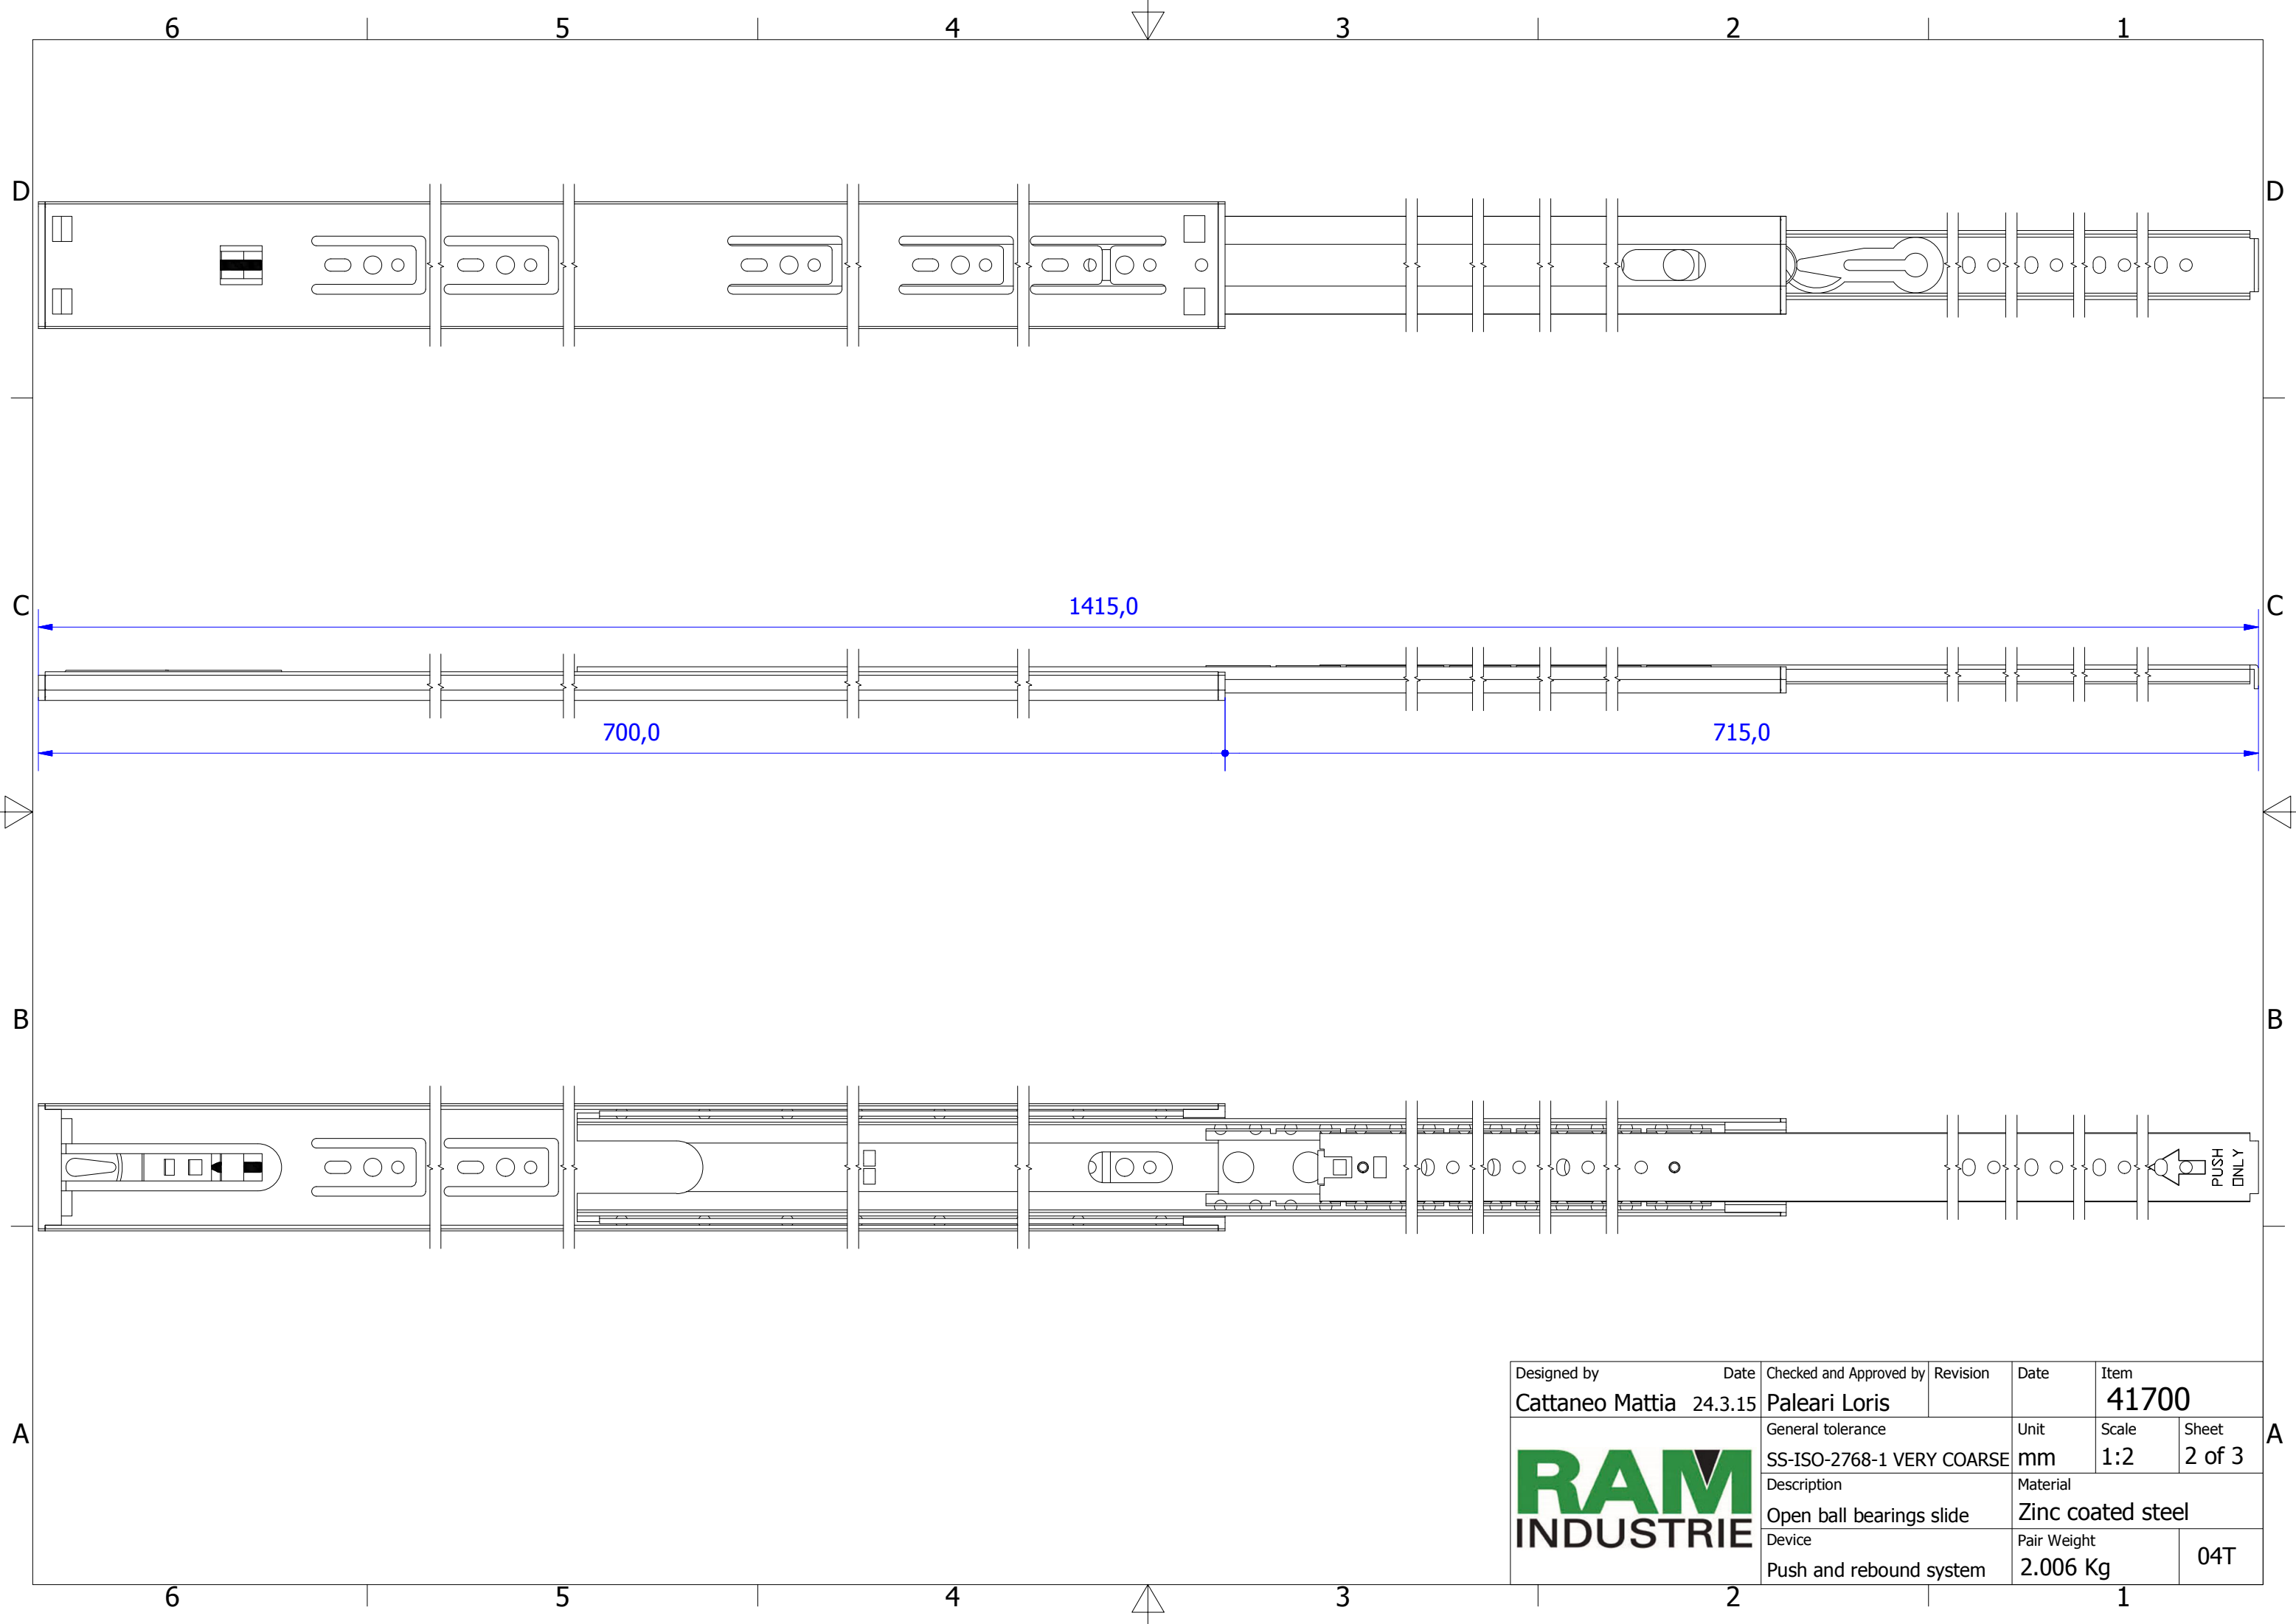 6 5 4 3 2 1
D D
C 1415,0 C
700,0 715,0
B B
PUSH
ONLY
Designed by Date Checked and Approved by Revision Date Item
Cattaneo Mattia 24.3.15 Paleari Loris 41700
General tolerance Unit Scale Sheet
A SS-ISO-2768-1 VERY COARSE mm 1:2 2 of 3 A
RAM
INDUSTRIE
Description Material
Open ball bearings slide Zinc coated steel
Device Pair Weight
Push and rebound system 2.006 Kg 04T
6 5 4 3 2 1